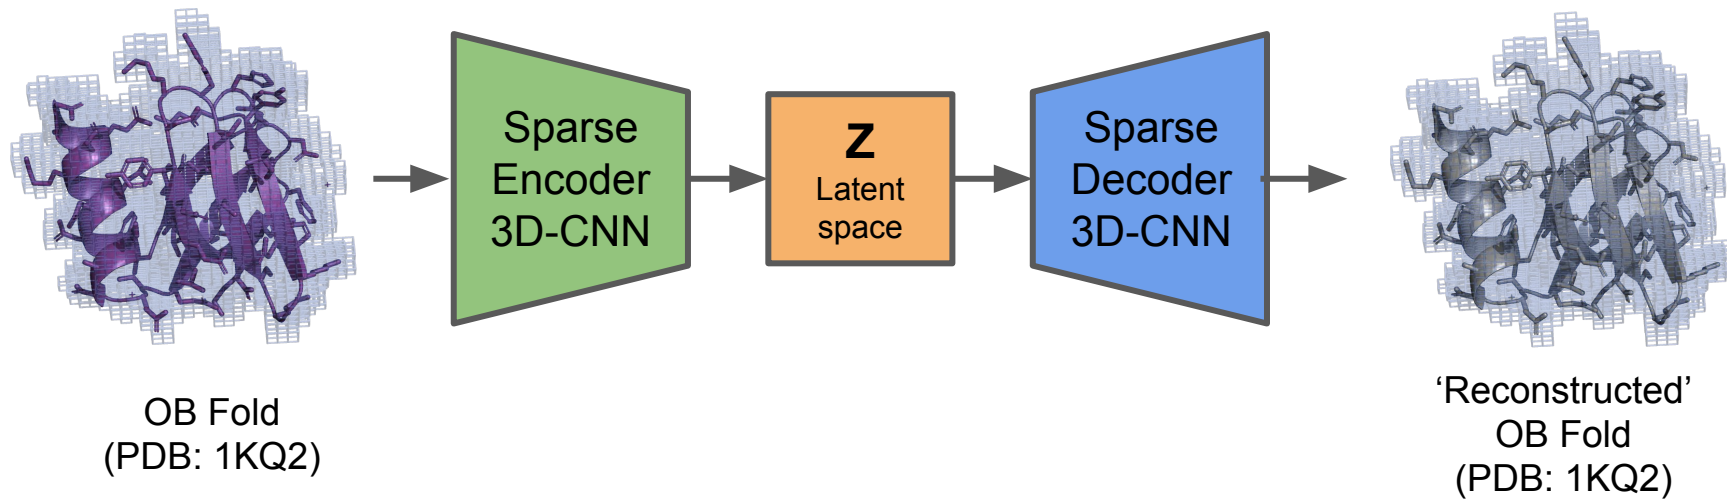 Sparse
Encoder
3D-CNN
Z
Latent
space
Sparse
Decoder
3D-CNN
OB Fold
(PDB: 1KQ2)
‘Reconstructed’
OB Fold
(PDB: 1KQ2)